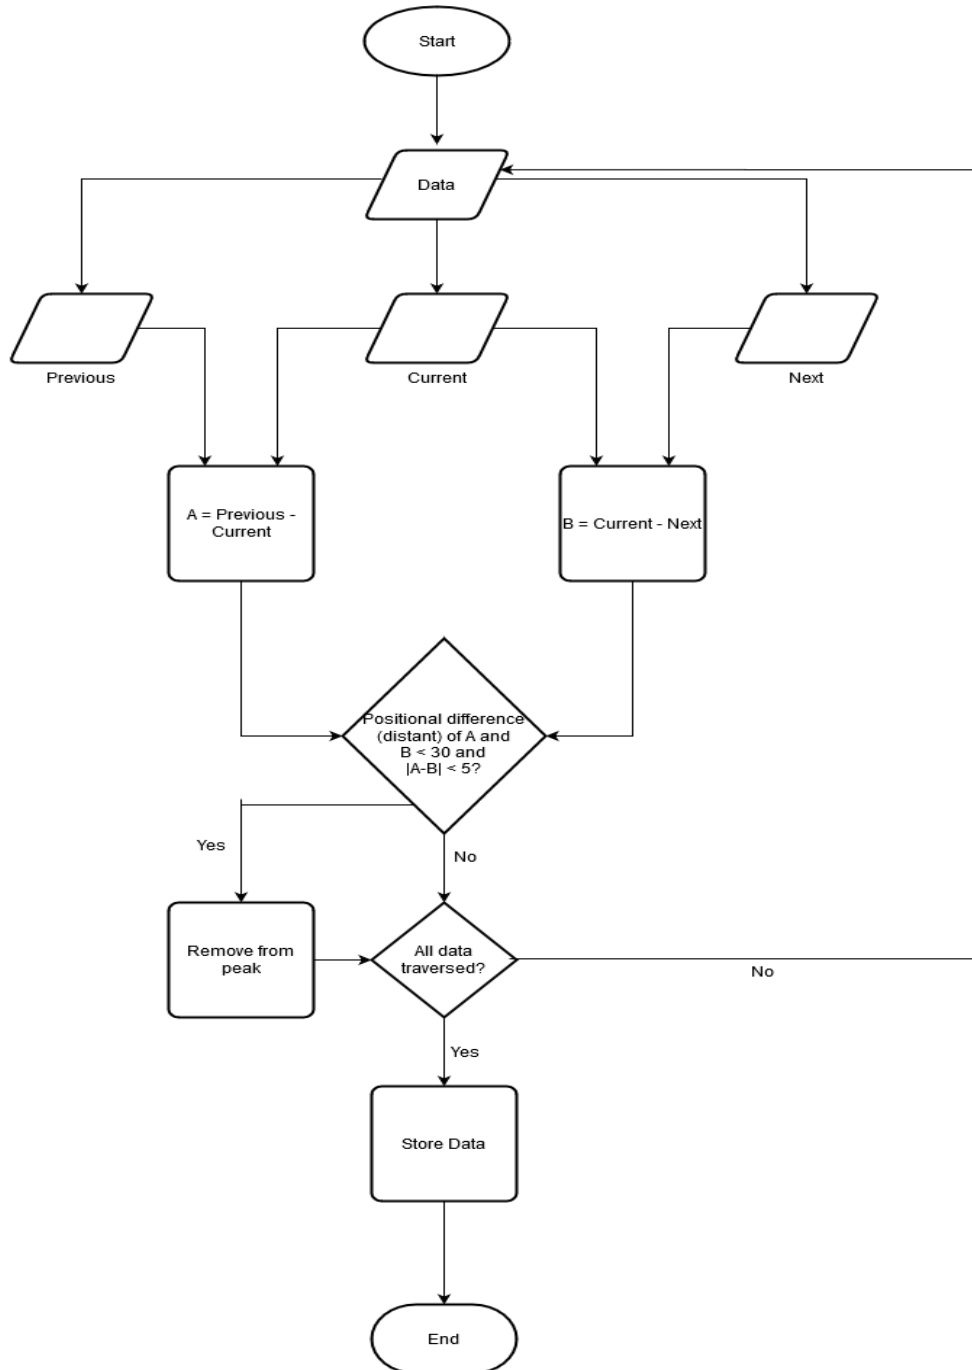 Start
Data
Previous
Current
Next
A = Previous -
Current
B = Current - Next
Positional difference
(distant) of A and
B < 30 and
|A-B| < 5?
Yes
No
Remove from
peak
All data
traversed?
No
Yes
Store Data
End